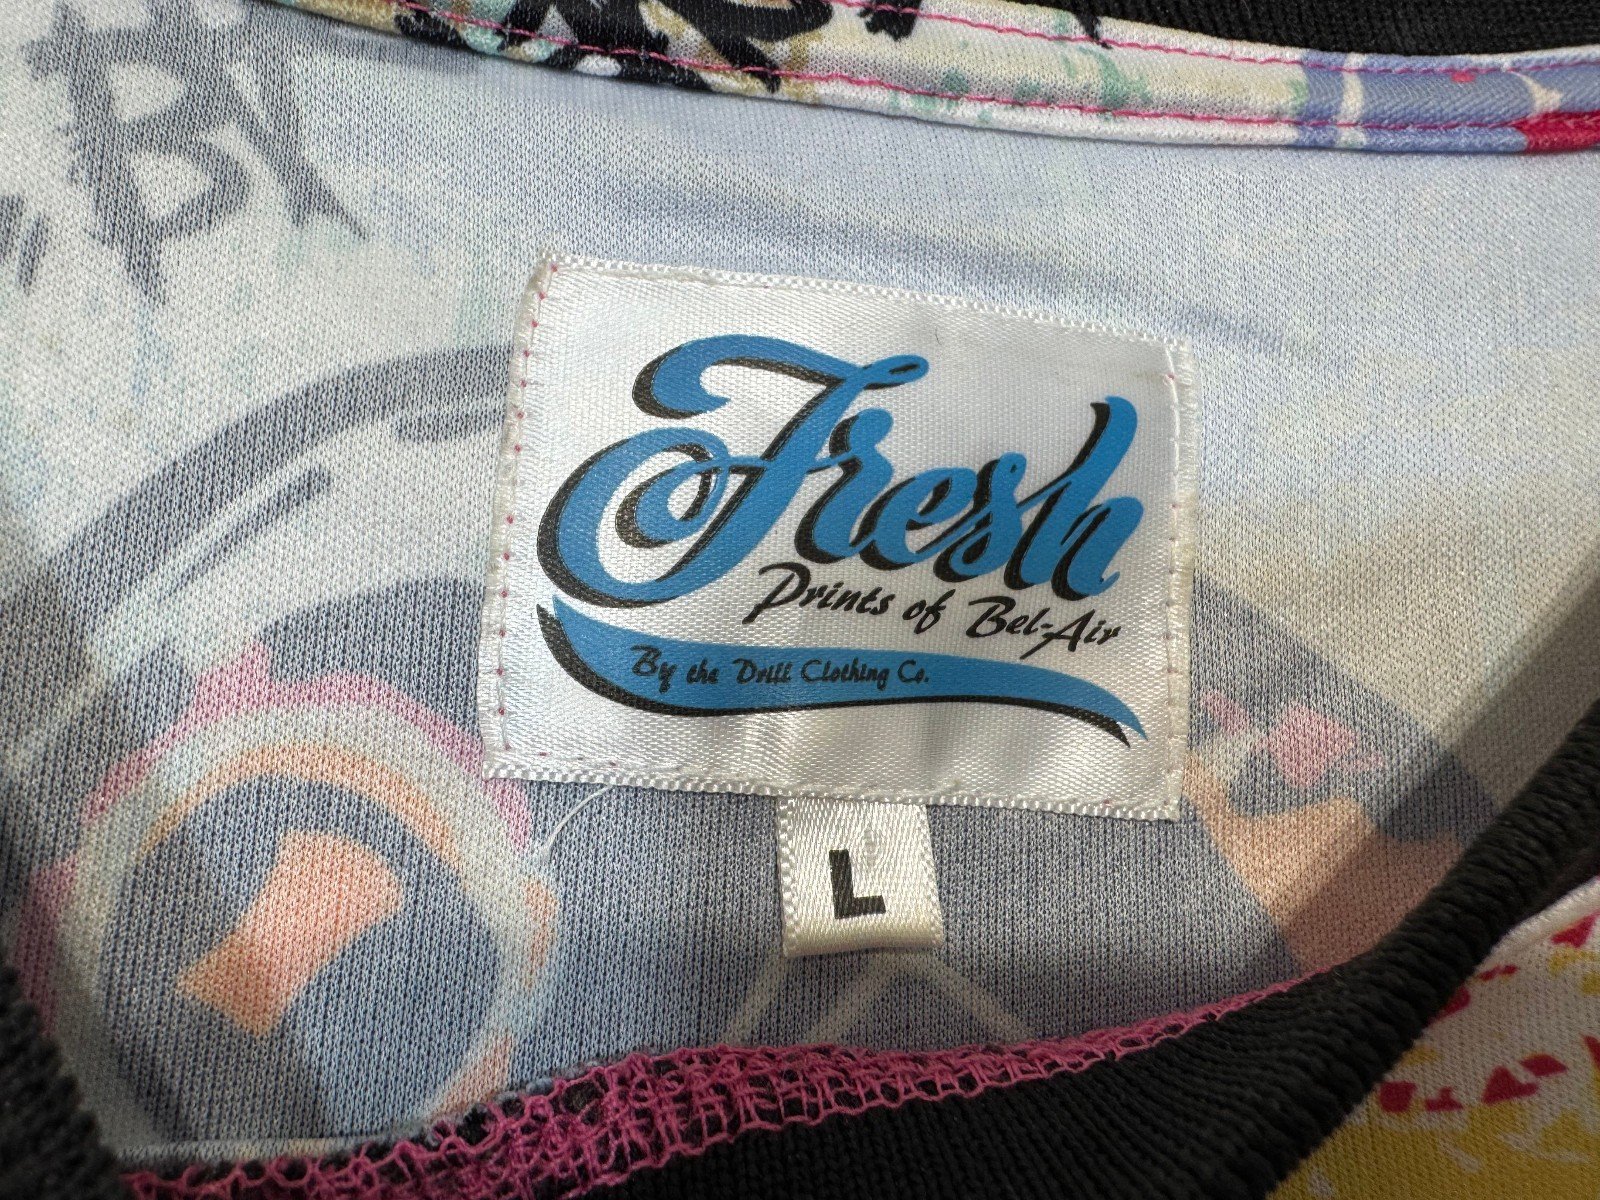 Fresh
Prints of Bel-Air
By the Drill Clothing Co.
L